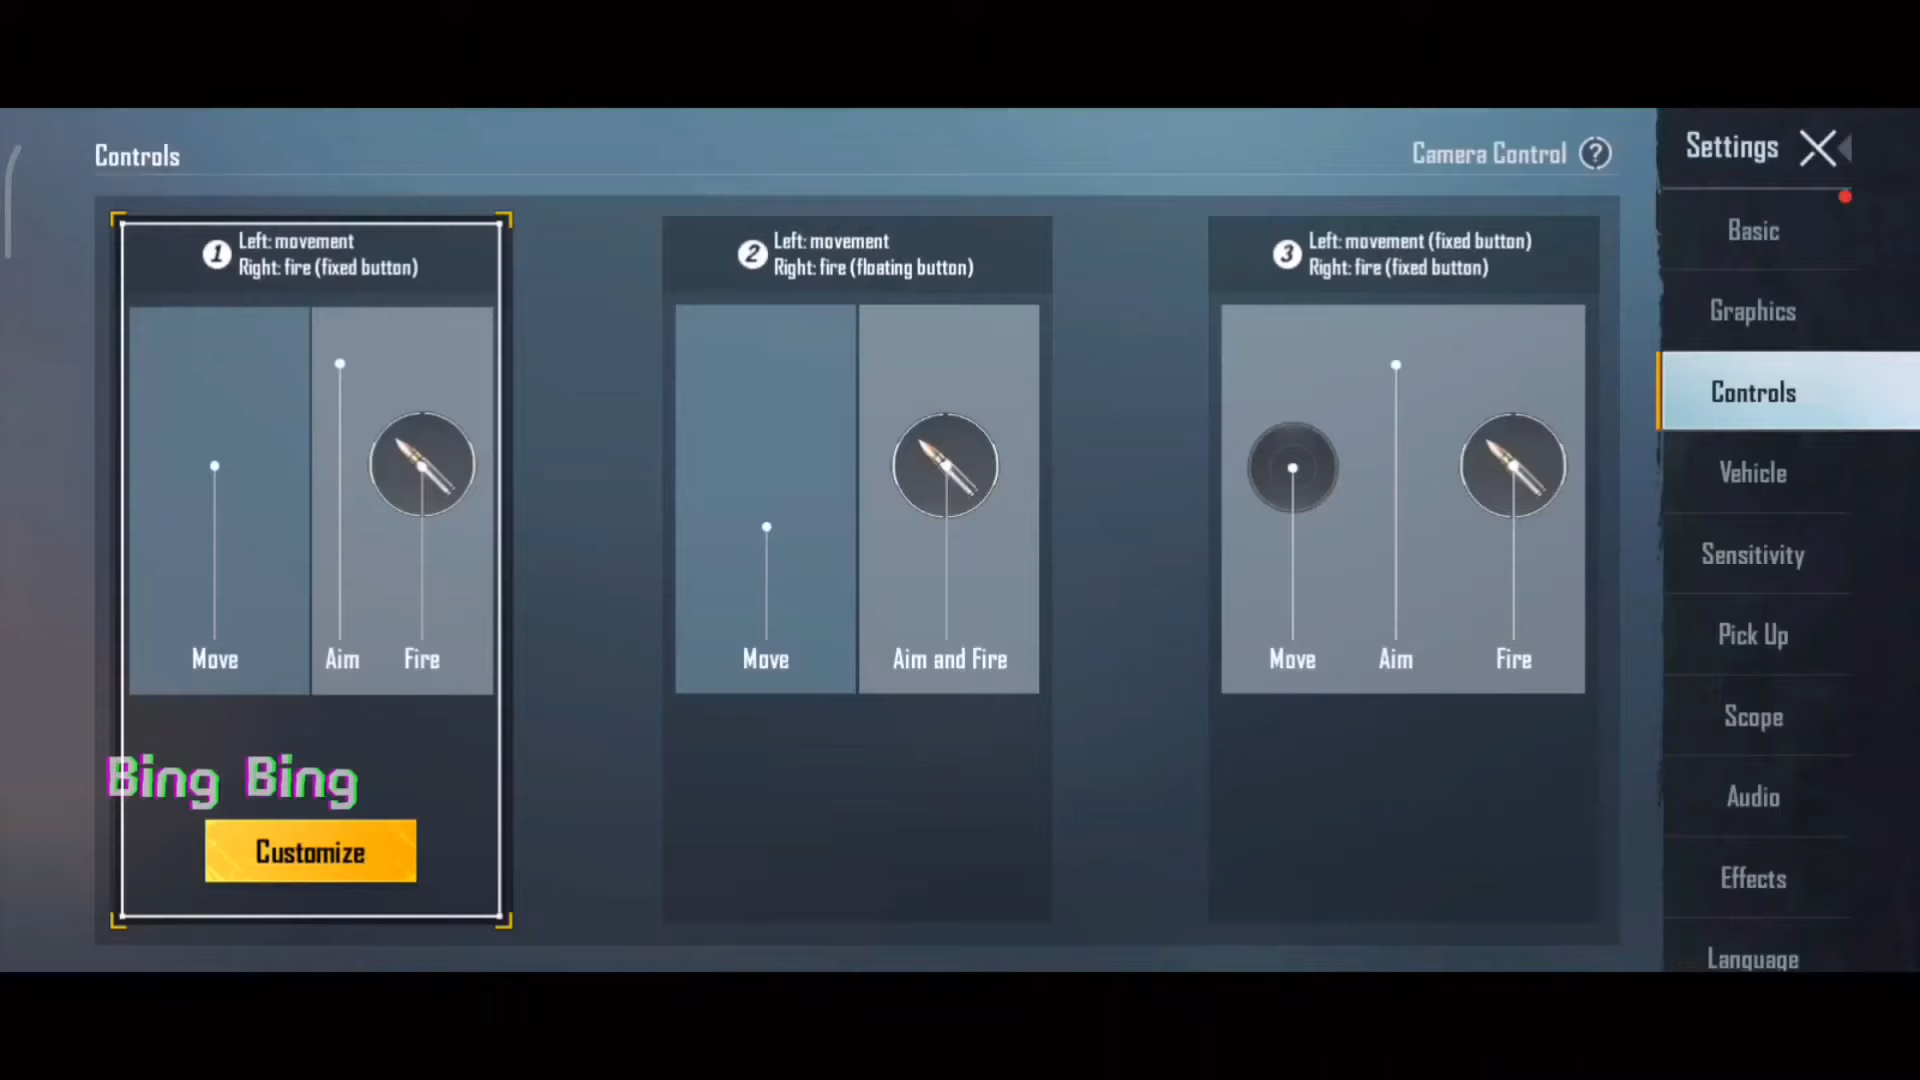 Controls
Camera Control ?
1 Left: movement
Right: fire (fixed button)
Move
Aim
Fire
Bing Bing
Customize
2 Left: movement
Right: fire (floating button)
Move
Aim and Fire
3 Left: movement (fixed button)
Right: fire (fixed button)
Move
Aim
Fire
Settings
Basic
Graphics
Controls
Vehicle
Sensitivity
Pick Up
Scope
Audio
Effects
Language